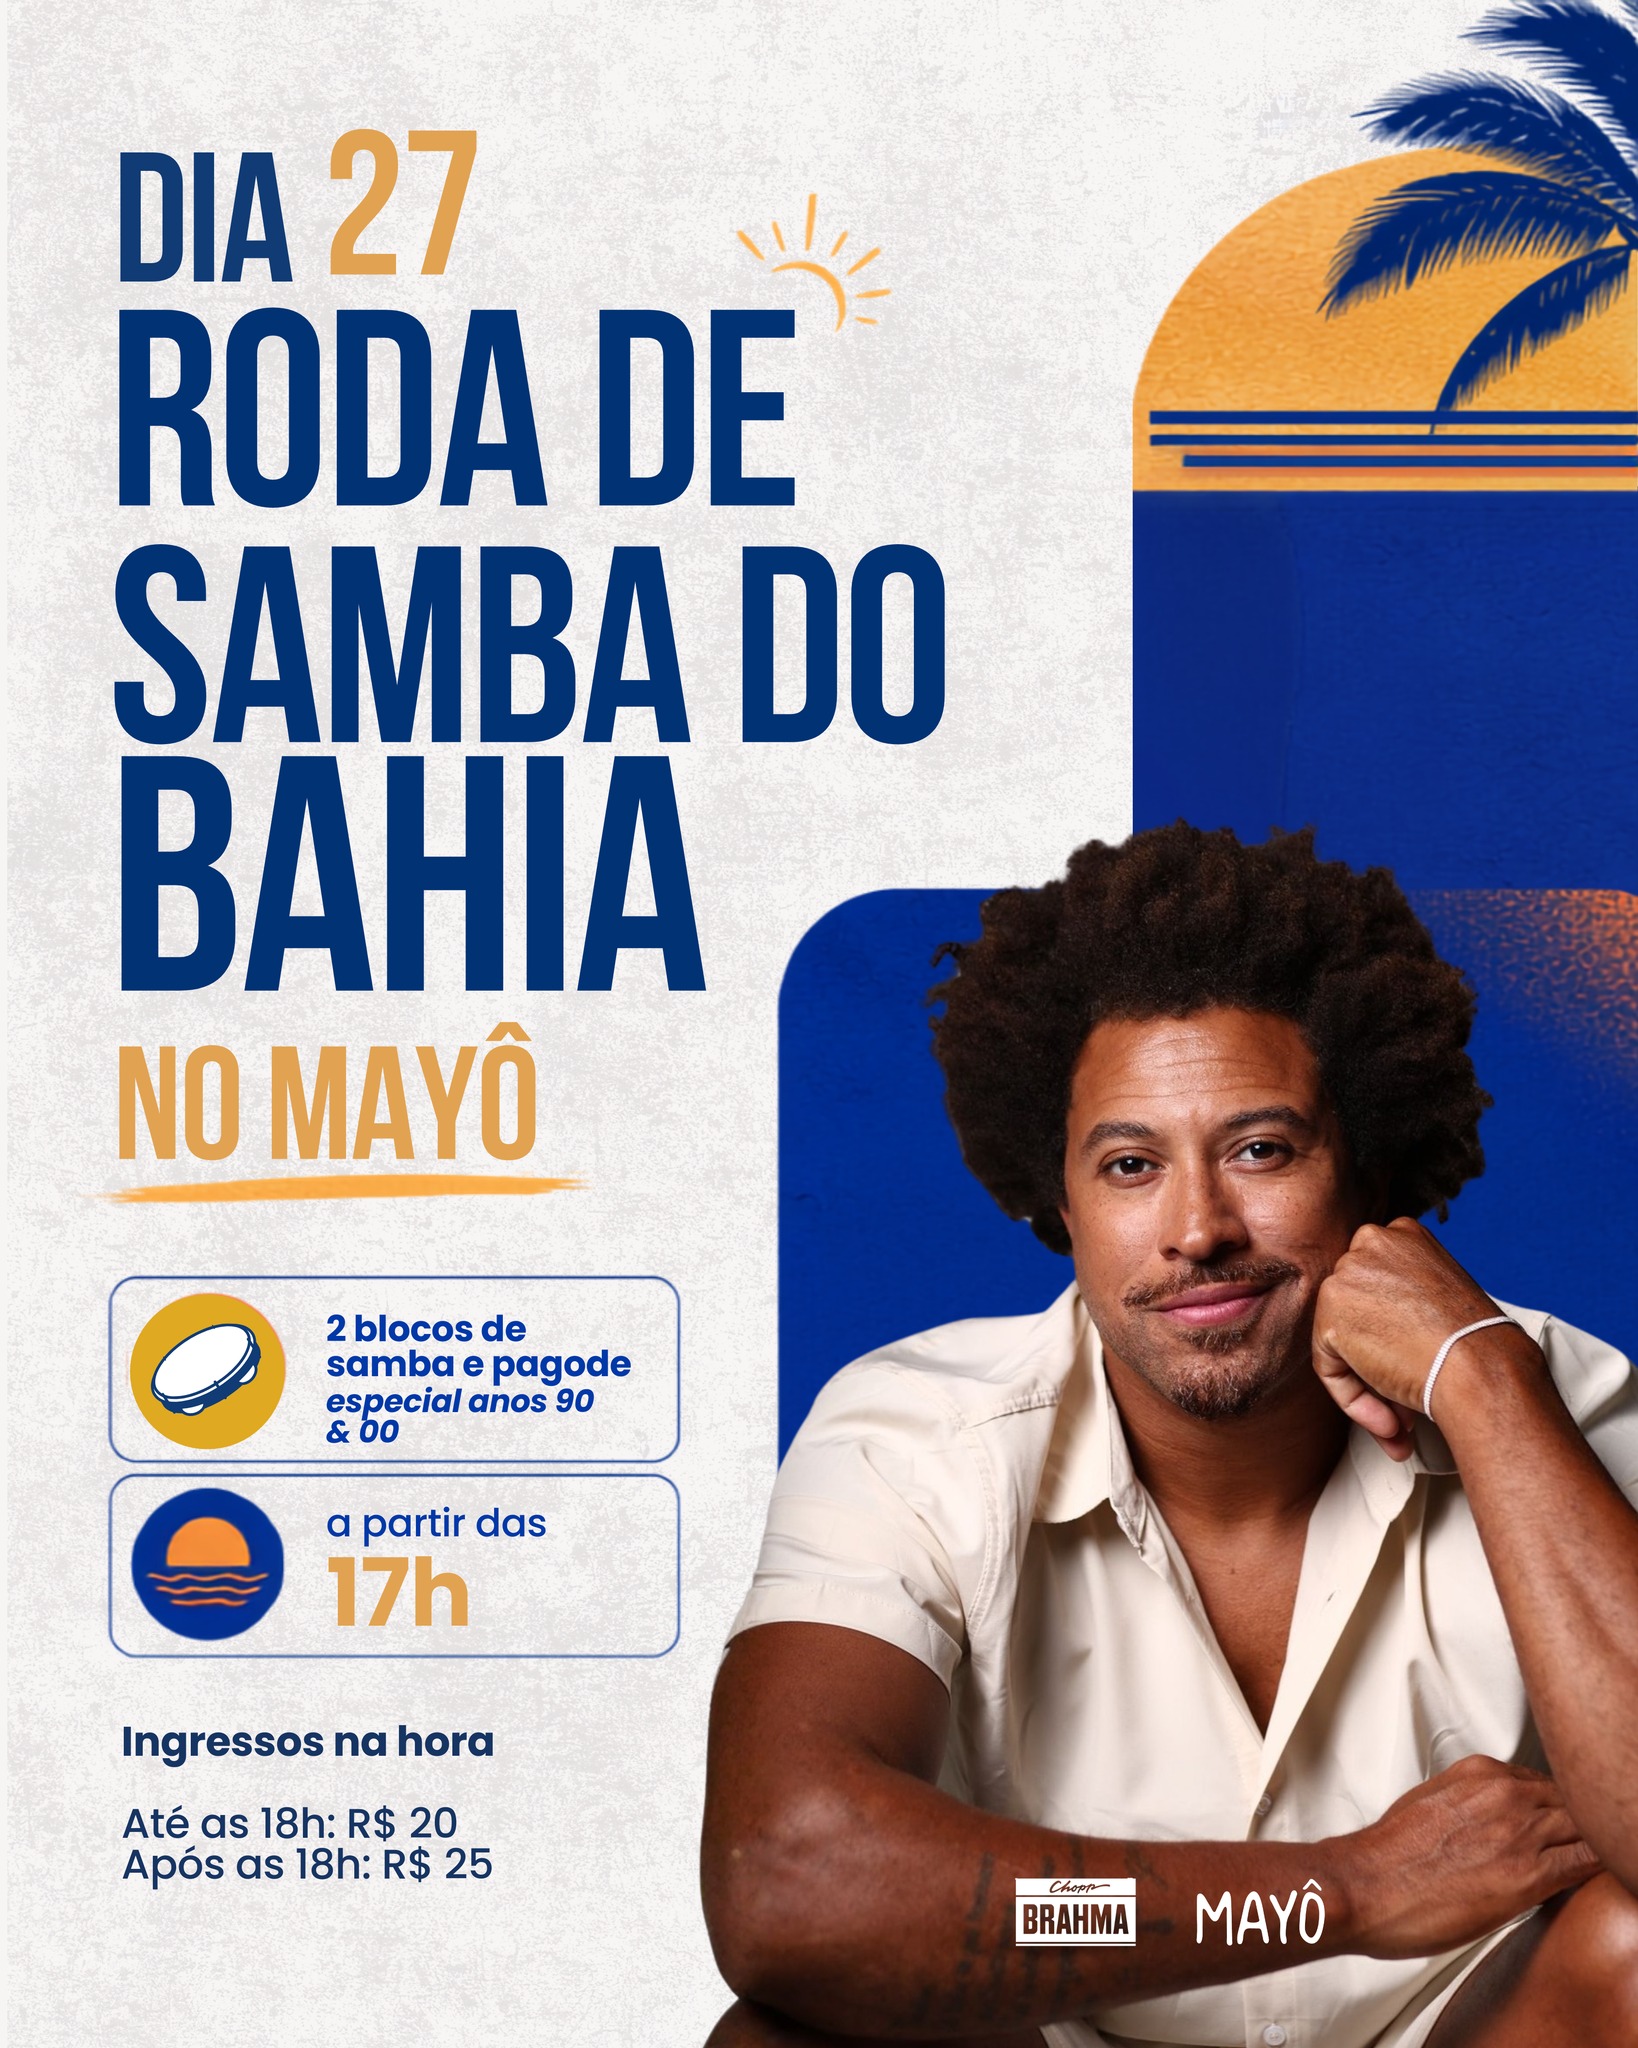 DIA 27
RODA DE
SAMBA DO
BAHIA
NO MAYÔ
2 blocos de
samba e pagode
especial anos 90
& 00
a partir das
17h
Ingressos na hora
Até as 18h: R$ 20
Após as 18h: R$ 25
Chopp
BRAHMA
MAYÔ